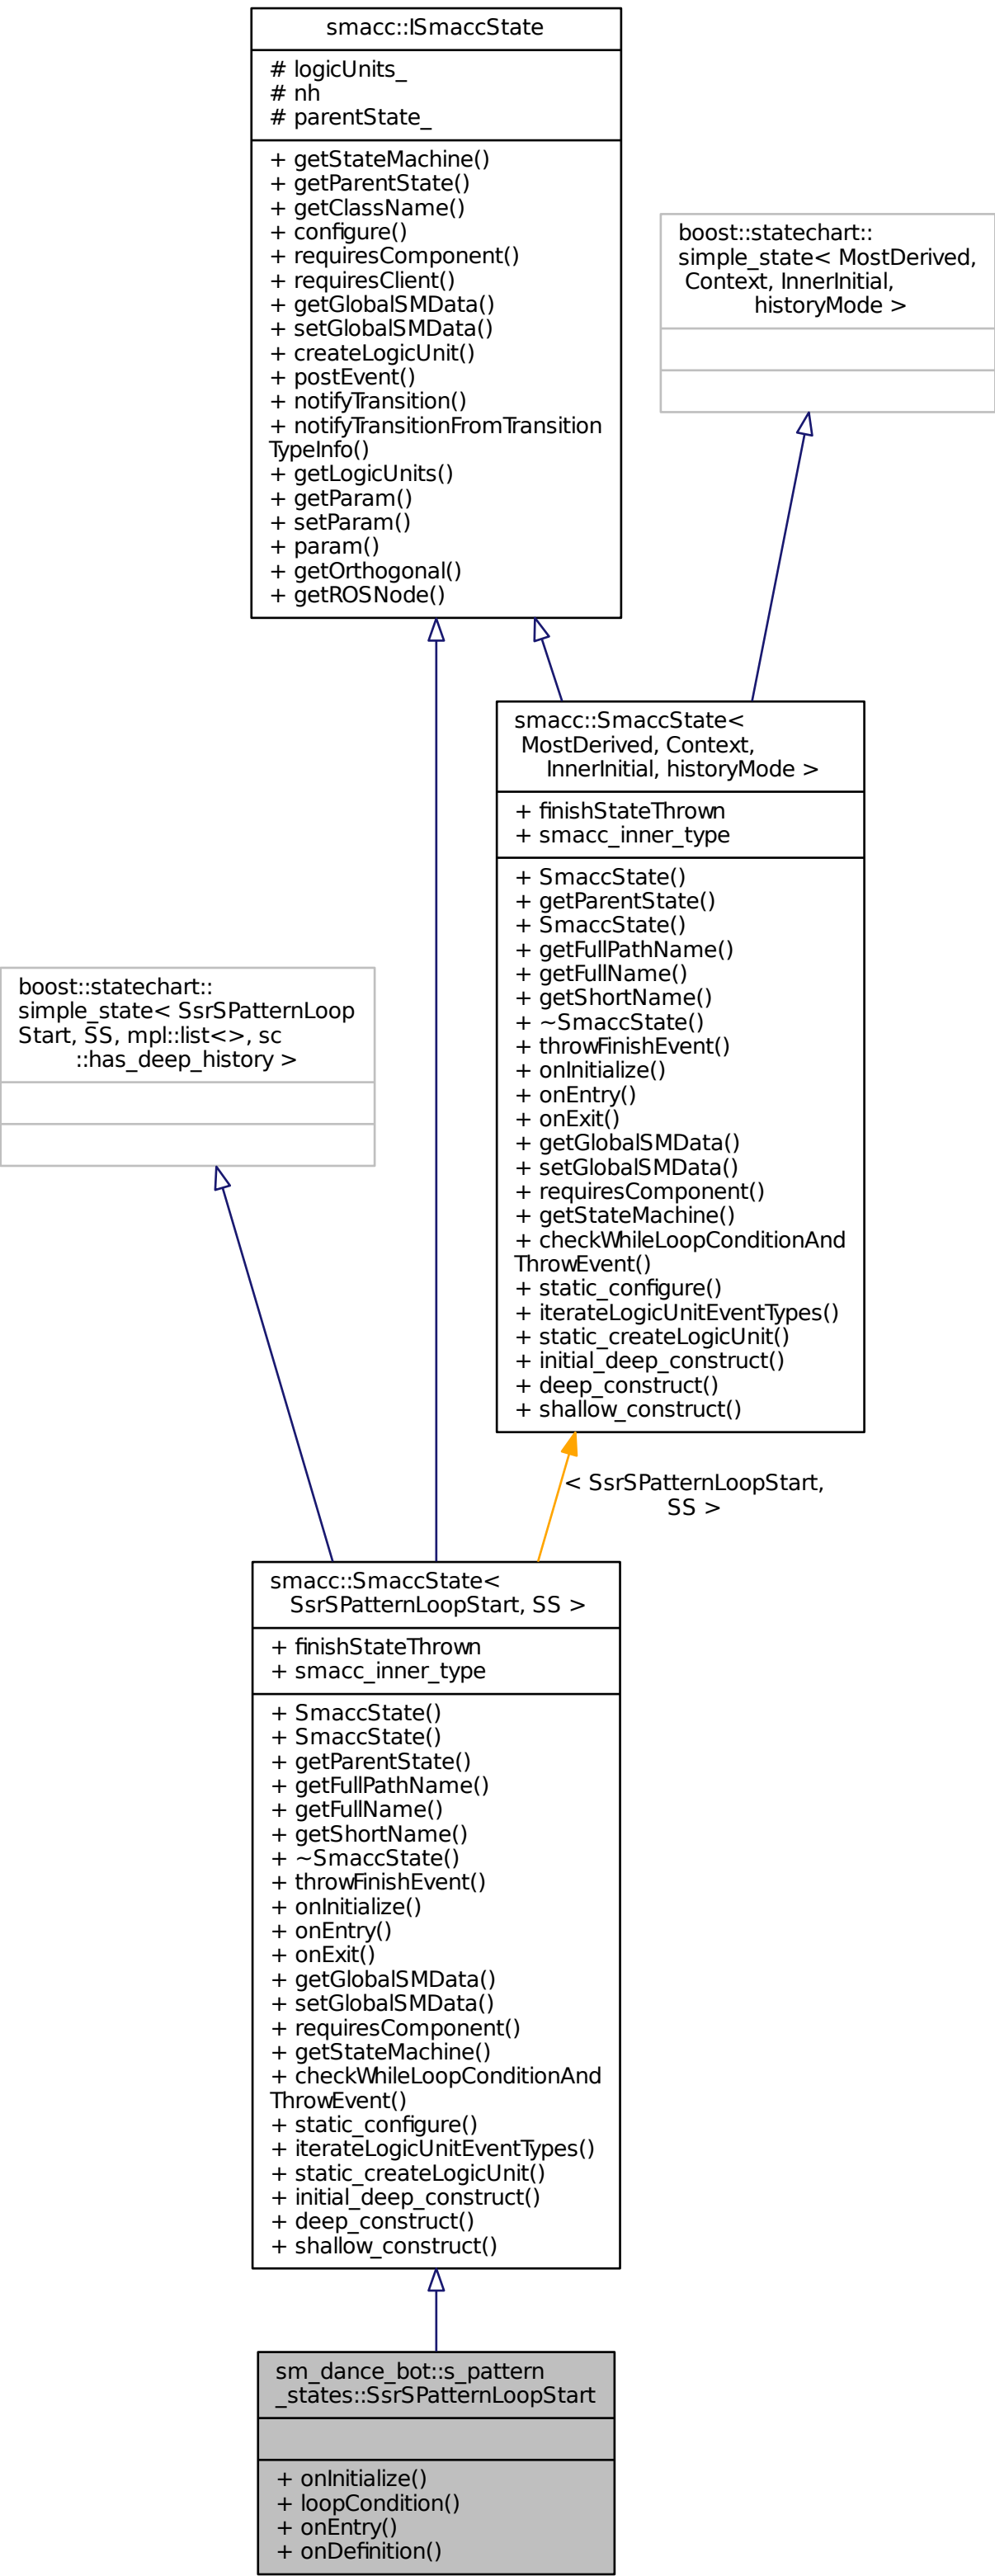 smacc::ISmaccState
# logicUnits_
# nh
# parentState_
+ getStateMachine()
+ getParentState()
+ getClassName()
+ configure()
+ requiresComponent()
+ requiresClient()
+ getGlobalSMData()
+ setGlobalSMData()
+ createLogicUnit()
+ postEvent()
+ notifyTransition()
+ notifyTransitionFromTransition
TypeInfo()
+ getLogicUnits()
+ getParam()
+ setParam()
+ param()
+ getOrthogonal()
+ getROSNode()
boost::statechart::
simple_state< MostDerived,
Context, InnerInitial,
historyMode >
smacc::SmaccState<
MostDerived, Context,
InnerInitial, historyMode >
+ finishStateThrown
+ smacc_inner_type
+ SmaccState()
+ getParentState()
+ SmaccState()
+ getFullPathName()
+ getFullName()
+ getShortName()
+ ~SmaccState()
+ throwFinishEvent()
+ onInitialize()
+ onEntry()
+ onExit()
+ getGlobalSMData()
+ setGlobalSMData()
+ requiresComponent()
+ getStateMachine()
+ checkWhileLoopConditionAnd
ThrowEvent()
+ static_configure()
+ iterateLogicUnitEventTypes()
+ static_createLogicUnit()
+ initial_deep_construct()
+ deep_construct()
+ shallow_construct()
boost::statechart::
simple_state< SsrSPatternLoop
Start, SS, mpl::list<>, sc
::has_deep_history >
< SsrSPatternLoopStart,
SS >
smacc::SmaccState<
SsrSPatternLoopStart, SS >
+ finishStateThrown
+ smacc_inner_type
+ SmaccState()
+ SmaccState()
+ getParentState()
+ getFullPathName()
+ getFullName()
+ getShortName()
+ ~SmaccState()
+ throwFinishEvent()
+ onInitialize()
+ onEntry()
+ onExit()
+ getGlobalSMData()
+ setGlobalSMData()
+ requiresComponent()
+ getStateMachine()
+ checkWhileLoopConditionAnd
ThrowEvent()
+ static_configure()
+ iterateLogicUnitEventTypes()
+ static_createLogicUnit()
+ initial_deep_construct()
+ deep_construct()
+ shallow_construct()
sm_dance_bot::s_pattern
_states::SsrSPatternLoopStart
+ onInitialize()
+ loopCondition()
+ onEntry()
+ onDefinition()